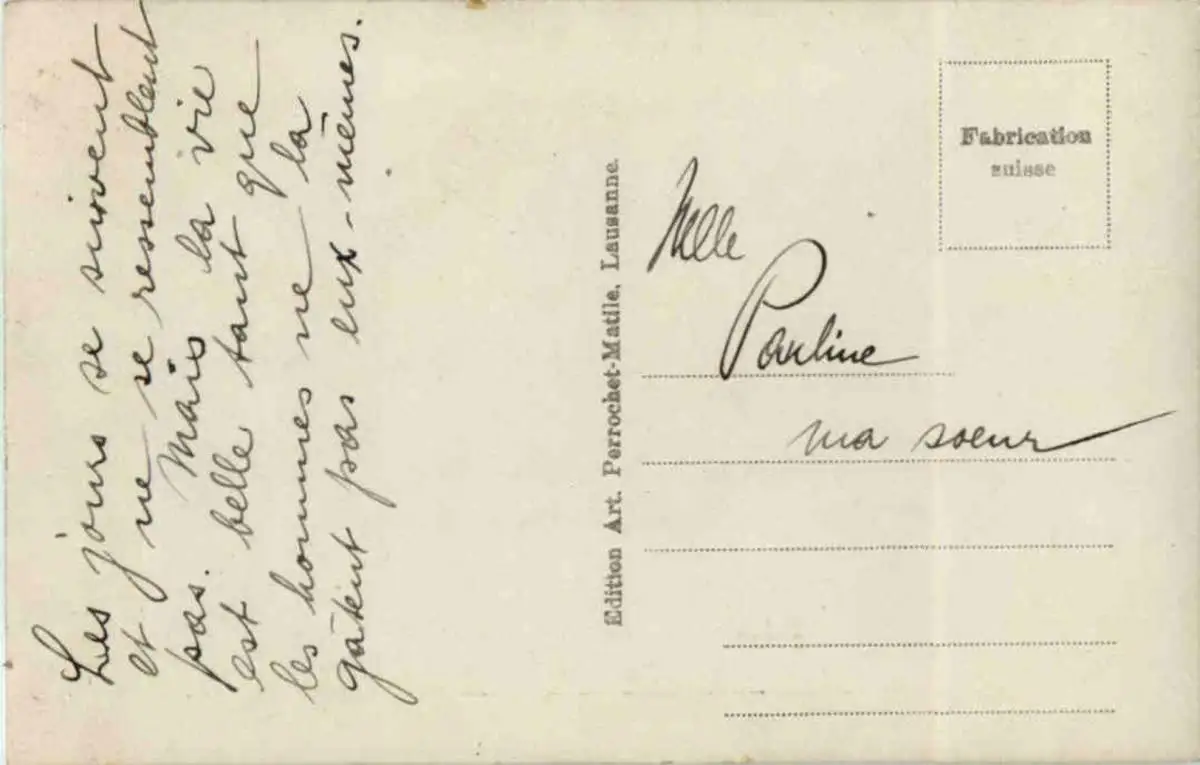 Les jours se suivent
et ne se ressemblent
pas. Mais la vie
est belle tant que
les hommes ne la
gâtent pas eux-mêmes.
Edition Art. Perrochet-Matile, Lausanne.
Fabrication
suisse
Melle
Pauline
ma soeur